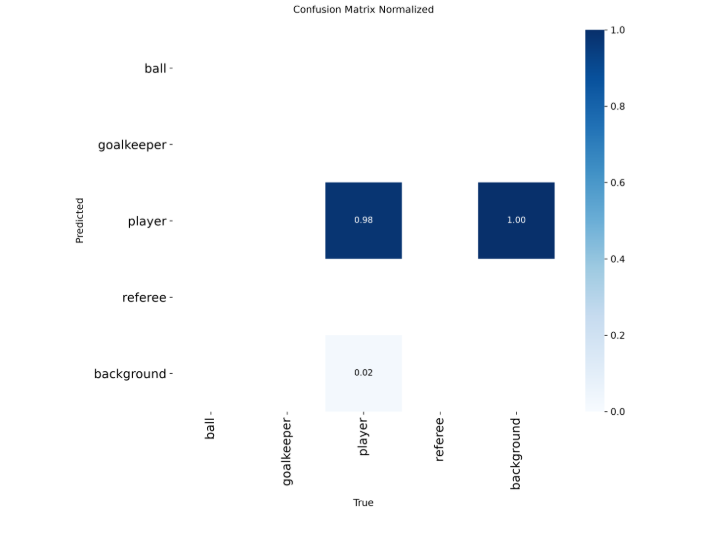 Confusion Matrix Normalized
1.0
ball
0.8
goalkeeper
0.6
Predicted
player
0.98
1.00
0.4
referee
0.2
background
0.02
0.0
ball
goalkeeper
player
referee
background
True